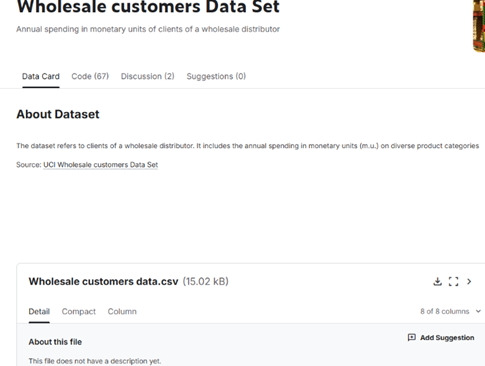 Wholesale customers Data Set
Annual spending in monetary units of clients of a wholesale distributor
Data Card Code (67) Discussion (2) Suggestions (0)
About Dataset
The dataset refers to clients of a wholesale distributor. It includes the annual spending in monetary units (m.u.) on diverse product categories
Source: UCI Wholesale customers Data Set
Wholesale customers data.csv (15.02 kB)
Detail Compact Column 8 of 8 columns
About this file Add Suggestion
This file does not have a description yet.